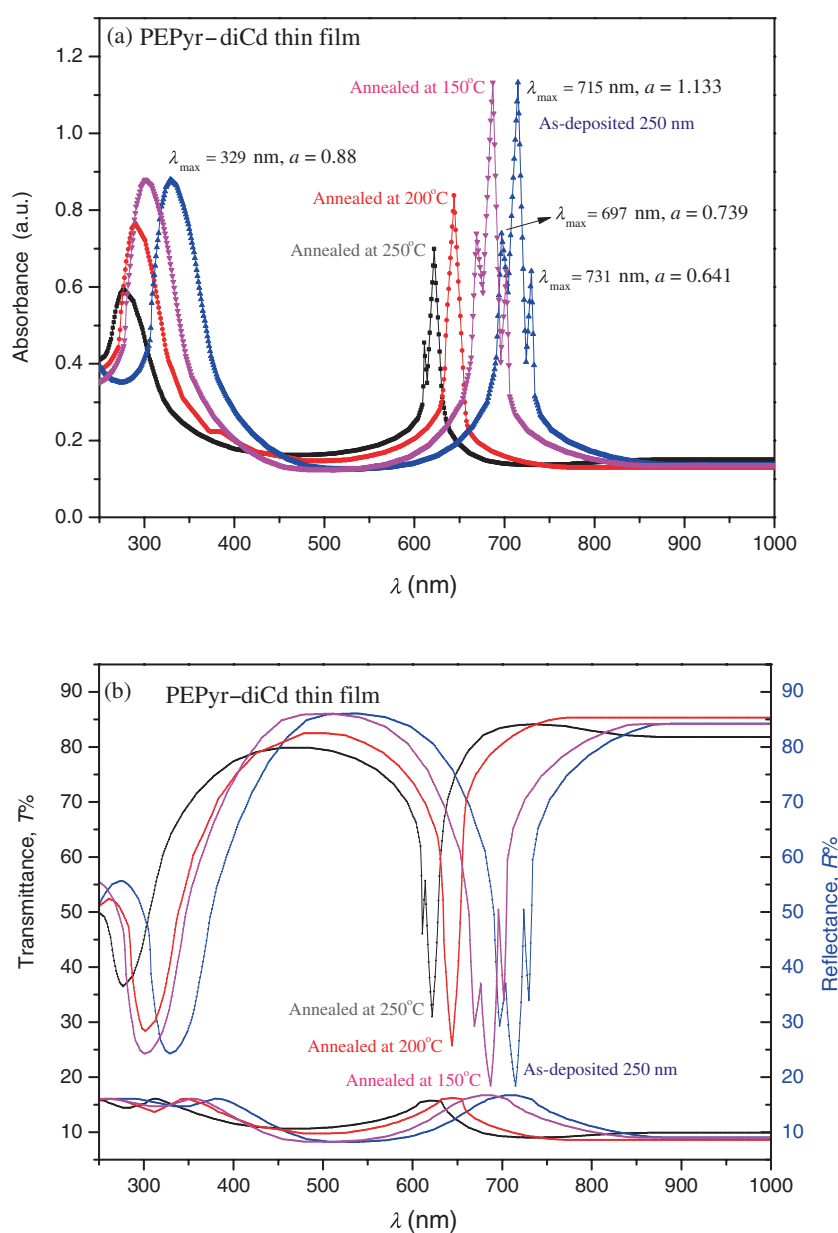 (a) PEPyr–diCd thin film
1.2
1.0
0.8
0.6
0.4
0.2
0.0
Absorbance (a.u.)
Annealed at 150°C
λmax = 715 nm, a = 1.133
As-deposited 250 nm
λmax = 329 nm, a = 0.88
Annealed at 200°C
λmax = 697 nm, a = 0.739
Annealed at 250°C
λmax = 731 nm, a = 0.641
300 400 500 600 700 800 900 1000
λ (nm)
(b) PEPyr–diCd thin film
90
80
70
60
50
40
30
20
10
Transmittance, T%
90
80
70
60
50
40
30
20
10
Reflectance, R%
Annealed at 250°C
Annealed at 200°C
Annealed at 150°C
As-deposited 250 nm
300 400 500 600 700 800 900 1000
λ (nm)